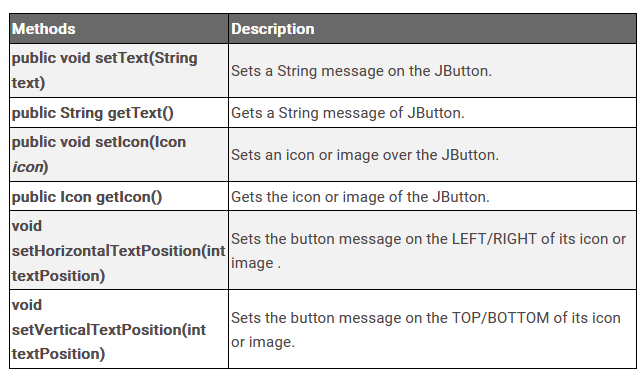 Methods Description
public void setText(String
text)
Sets a String message on the JButton.
public String getText() Gets a String message of JButton.
public void setIcon(Icon
icon)
Sets an icon or image over the JButton.
public Icon getIcon() Gets the icon or image of the JButton.
void
setHorizontalTextPosition(int
textPosition)
Sets the button message on the LEFT/RIGHT of its icon or
image .
void
setVerticalTextPosition(int
textPosition)
Sets the button message on the TOP/BOTTOM of its icon
or image.